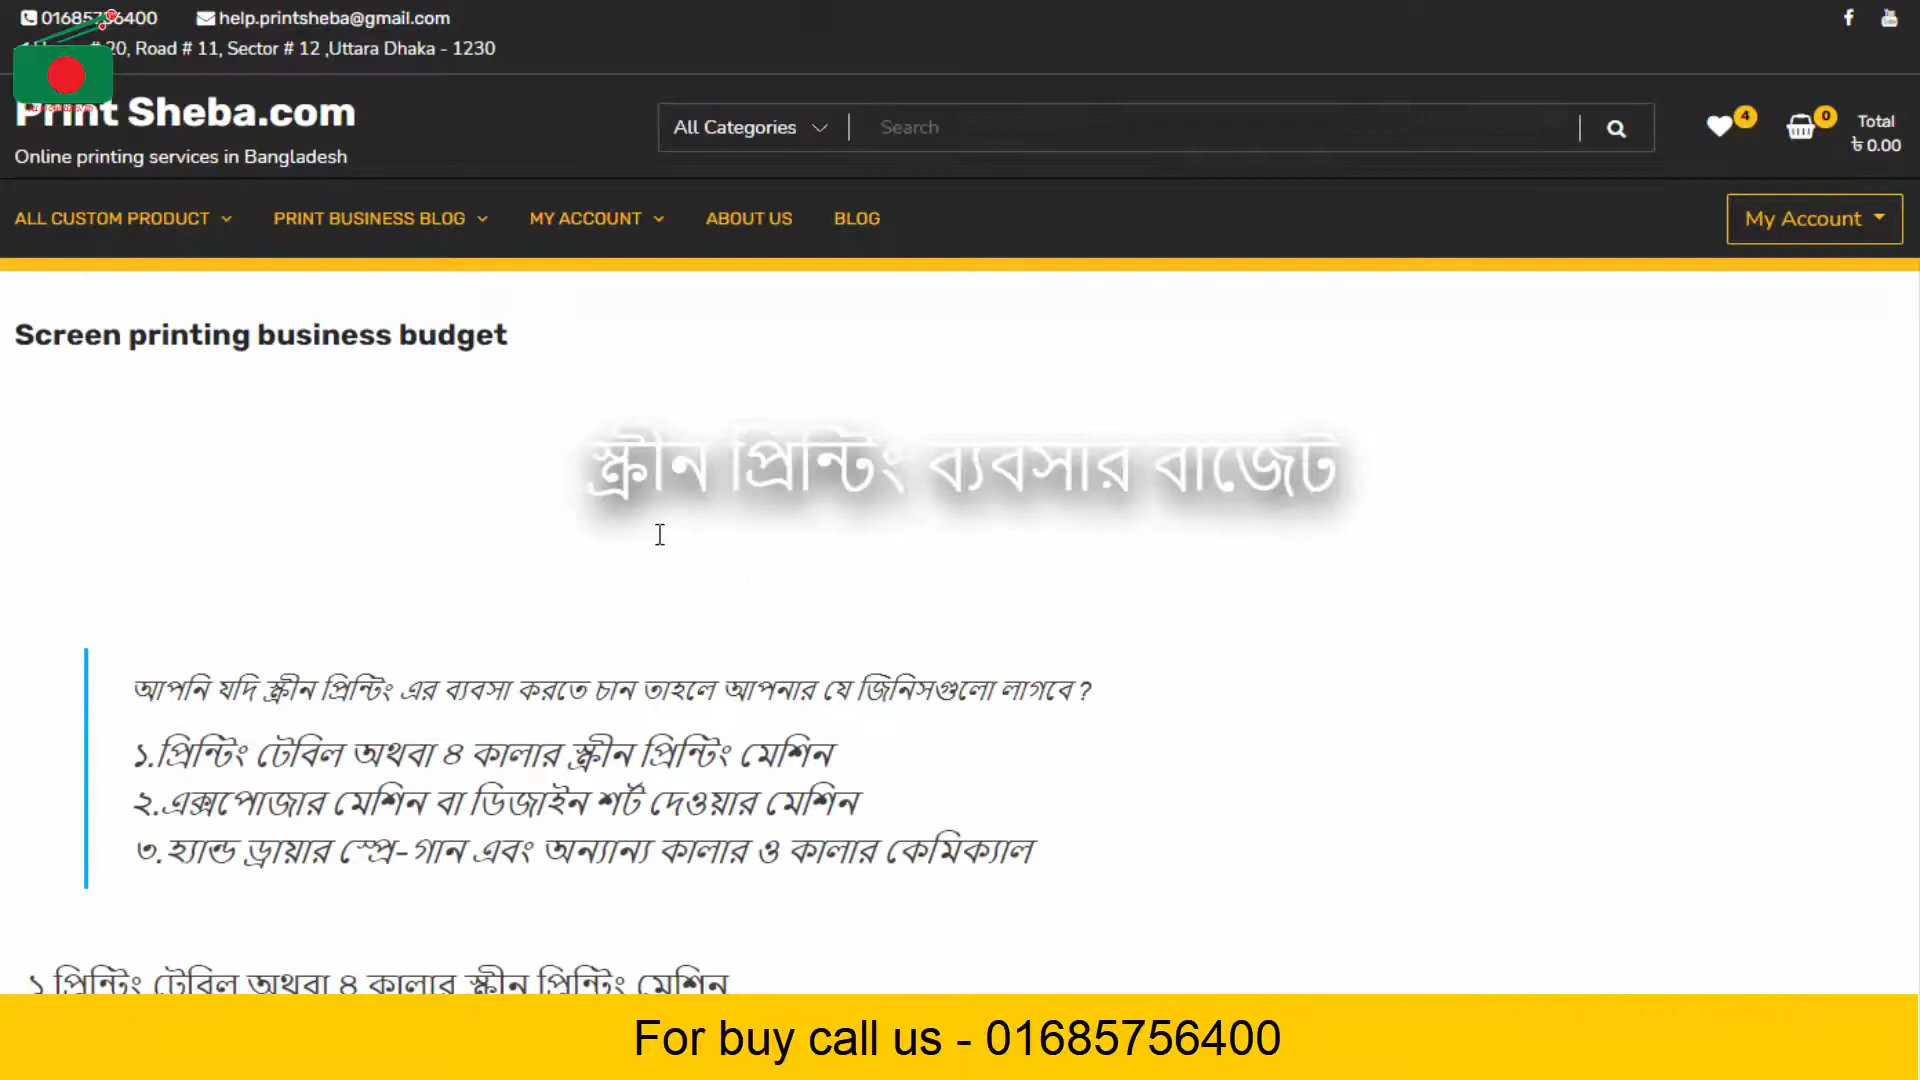 01685756400 help.printsheba@gmail.com
20, Road # 11, Sector # 12 ,Uttara Dhaka - 1230
Print Sheba.com
Online printing services in Bangladesh
All Categories Search
4 0 Total
৳ 0.00
ALL CUSTOM PRODUCT PRINT BUSINESS BLOG MY ACCOUNT ABOUT US BLOG My Account
Screen printing business budget
স্ক্রীন প্রিন্টিং ব্যবসার বাজেট
আপনি যদি স্ক্রীন প্রিন্টিং এর ব্যবসা করতে চান তাহলে আপনার যে জিনিসগুলো লাগবে ?
১.প্রিন্টিং টেবিল অথবা ৪ কালার স্ক্রীন প্রিন্টিং মেশিন
২.এক্সপোজার মেশিন বা ডিজাইন শর্ট দেওয়ার মেশিন
৩.হ্যান্ড ড্রায়ার স্প্রে-গান এবং অন্যান্য কালার ও কালার কেমিক্যাল
১ প্রিন্টিং টেবিল অথবা ৪ কালার স্ক্রীন প্রিন্টিং মেশিন
For buy call us - 01685756400